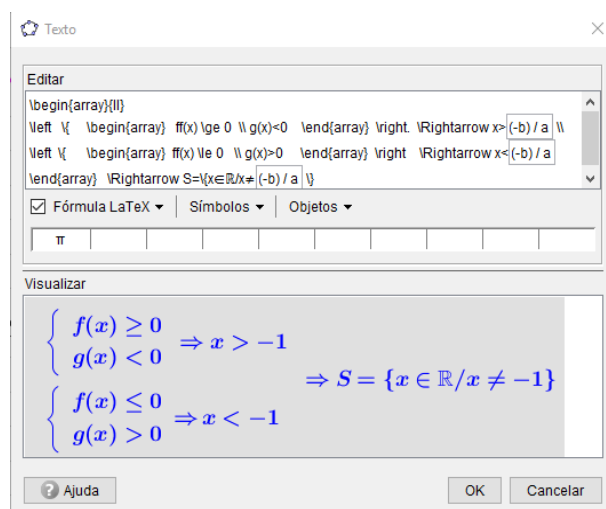 Texto
Editar
\begin{array}{ll}
\left \{ \begin{array} ff(x) \ge 0 \\ g(x)<0 \end{array} \right. \Rightarrow x> (-b) / a \\
\left \{ \begin{array} ff(x) \le 0 \\ g(x)>0 \end{array} \right \Rightarrow x< (-b) / a
\end{array} \Rightarrow S=\{x∈ℝ/x≠ (-b) / a \}
Fórmula LaTeX Símbolos Objetos
π
Visualizar
f(x) ≥ 0
g(x) < 0 ⇒ x > −1
⇒ S = {x ∈ ℝ/x ≠ −1}
f(x) ≤ 0
g(x) > 0 ⇒ x < −1
Ajuda OK Cancelar